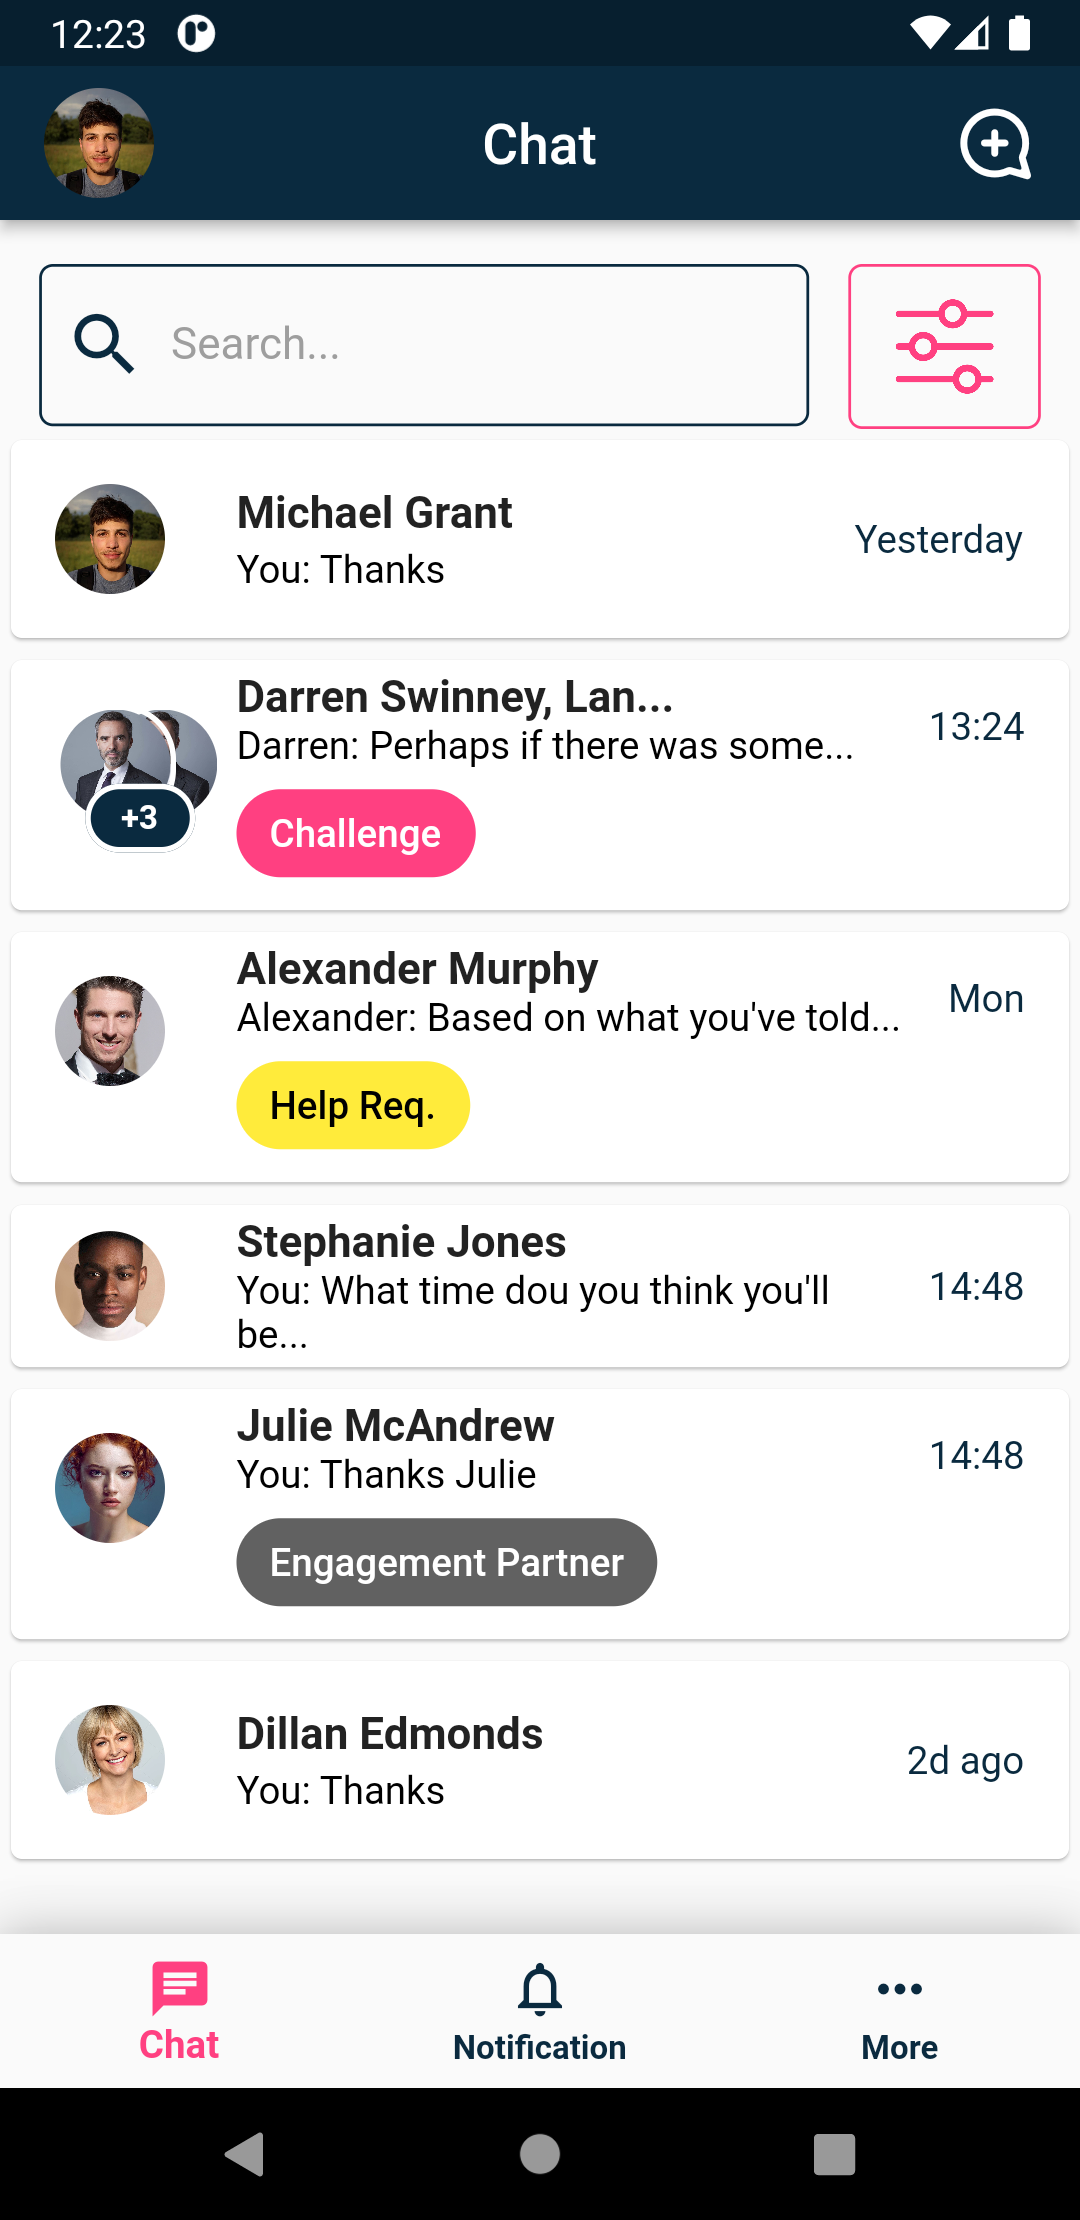 12:23
Chat
Search...
Michael Grant
You: Thanks
Yesterday
Darren Swinney, Lan...
Darren: Perhaps if there was some...
13:24
+3
Challenge
Alexander Murphy
Alexander: Based on what you've told...
Mon
Help Req.
Stephanie Jones
You: What time dou you think you'll
be...
14:48
Julie McAndrew
You: Thanks Julie
14:48
Engagement Partner
Dillan Edmonds
You: Thanks
2d ago
Chat
Notification
More